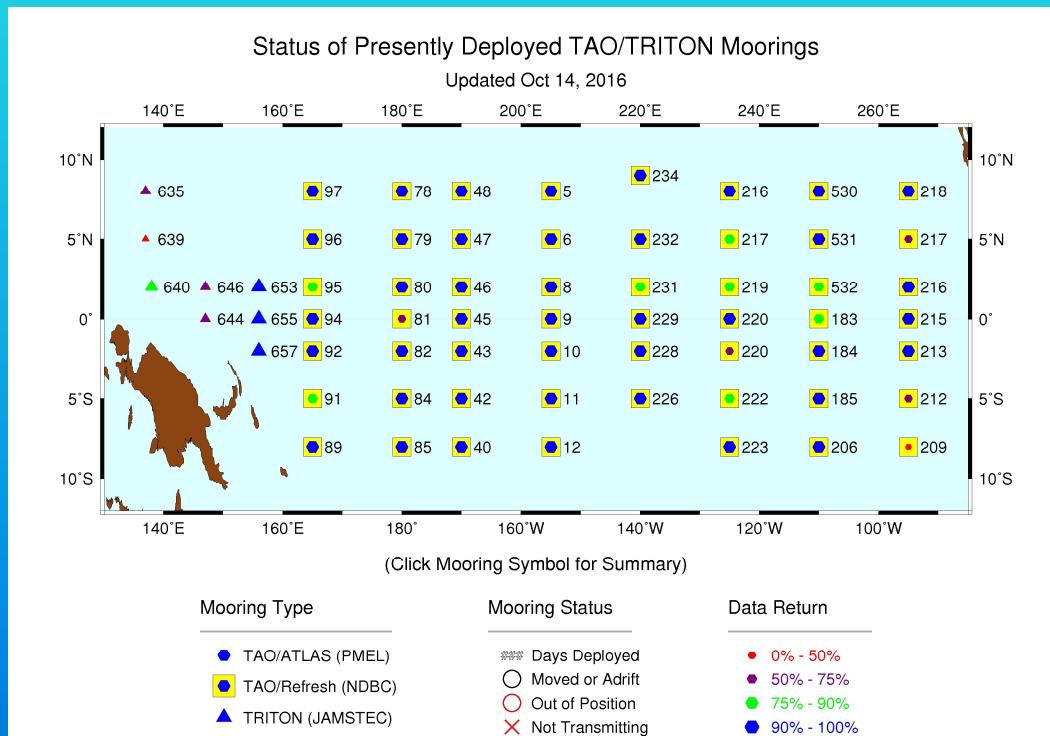 Status of Presently Deployed TAO/TRITON Moorings
Updated Oct 14, 2016
140˚E 160˚E 180˚E 200˚E 220˚E 240˚E 260˚E
10˚N 10˚N
234
635 97 78 48 5 216 530 218
5˚N 639 96 79 47 6 232 217 531 217 5˚N
640 646 653 95 80 46 8 231 219 532 216
0˚ 644 655 94 81 45 9 229 220 183 215 0˚
657 92 82 43 10 228 220 184 213
5˚S 91 84 42 11 226 222 185 212 5˚S
89 85 40 12 223 206 209
10˚S 10˚S
140˚E 160˚E 180˚ 160˚W 140˚W 120˚W 100˚W
(Click Mooring Symbol for Summary)
Mooring Type Mooring Status Data Return
TAO/ATLAS (PMEL) ### Days Deployed 0% - 50%
TAO/Refresh (NDBC) Moved or Adrift 50% - 75%
Out of Position 75% - 90%
TRITON (JAMSTEC) Not Transmitting 90% - 100%